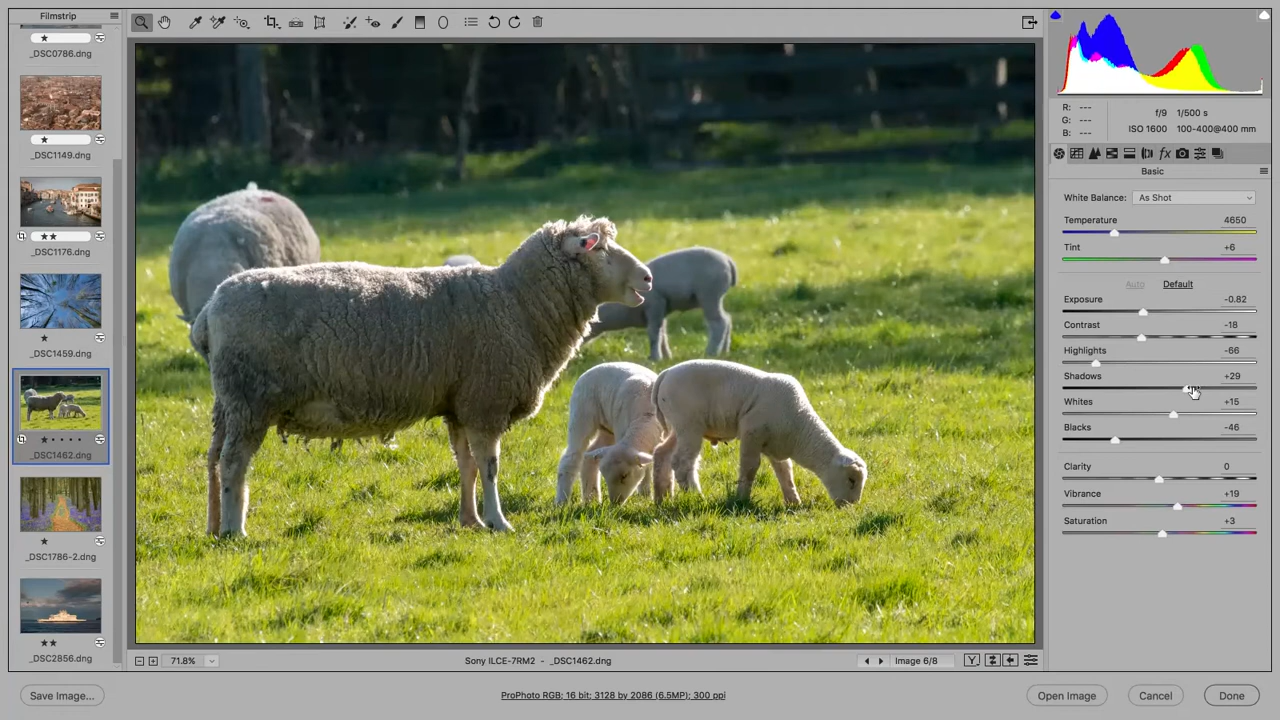 Filmstrip
_DSC0786.dng
_DSC1149.dng
_DSC1176.dng
_DSC1459.dng
_DSC1462.dng
_DSC1786-2.dng
_DSC2856.dng
R: ---
G: ---
B: ---
f/9 1/500 s
ISO 1600 100-400@400 mm
fx
Basic
White Balance: As Shot
Temperature 4650
Tint +6
Auto Default
Exposure -0.82
Contrast -18
Highlights -66
Shadows +29
Whites +15
Blacks -46
Clarity 0
Vibrance +19
Saturation +3
71.8%
Sony ILCE-7RM2 - _DSC1462.dng
Image 6/8
Y
Save Image...
ProPhoto RGB; 16 bit; 3128 by 2086 (6.5MP); 300 ppi
Open Image
Cancel
Done